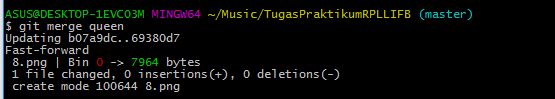 ASUS@DESKTOP-1EVCO3M MINGW64 ~/Music/TugasPraktikumRPLLIFB (master)
$ git merge queen
Updating b07a9dc..69380d7
Fast-forward
 8.png | Bin 0 -> 7964 bytes
 1 file changed, 0 insertions(+), 0 deletions(-)
 create mode 100644 8.png